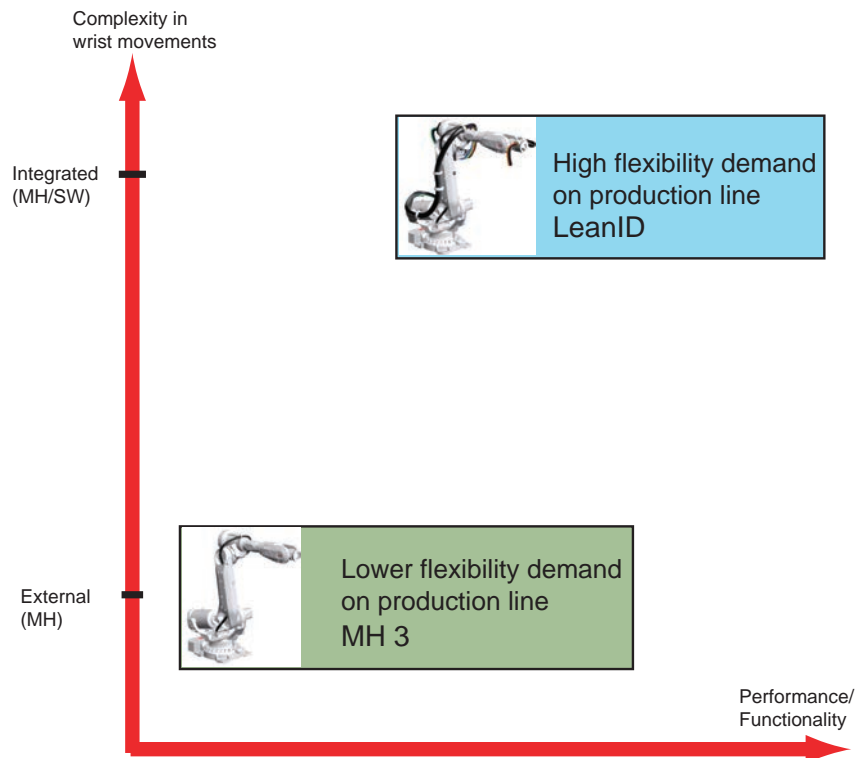 Complexity in
wrist movements
Integrated
(MH/SW)
High flexibility demand
on production line
LeanID
External
(MH)
Lower flexibility demand
on production line
MH 3
Performance/
Functionality